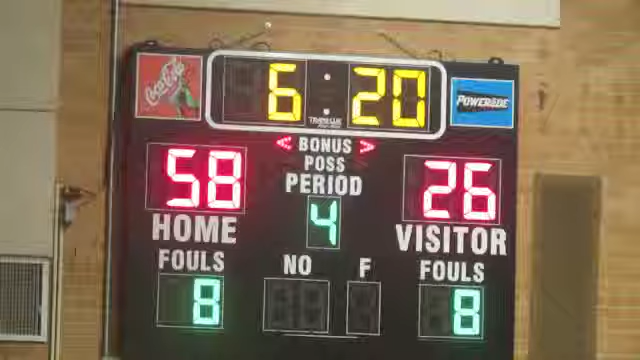 Coca-Cola
6:20
POWERADE
< BONUS >
POSS
58
PERIOD
26
4
HOME
VISITOR
FOULS
NO
F
FOULS
8
8